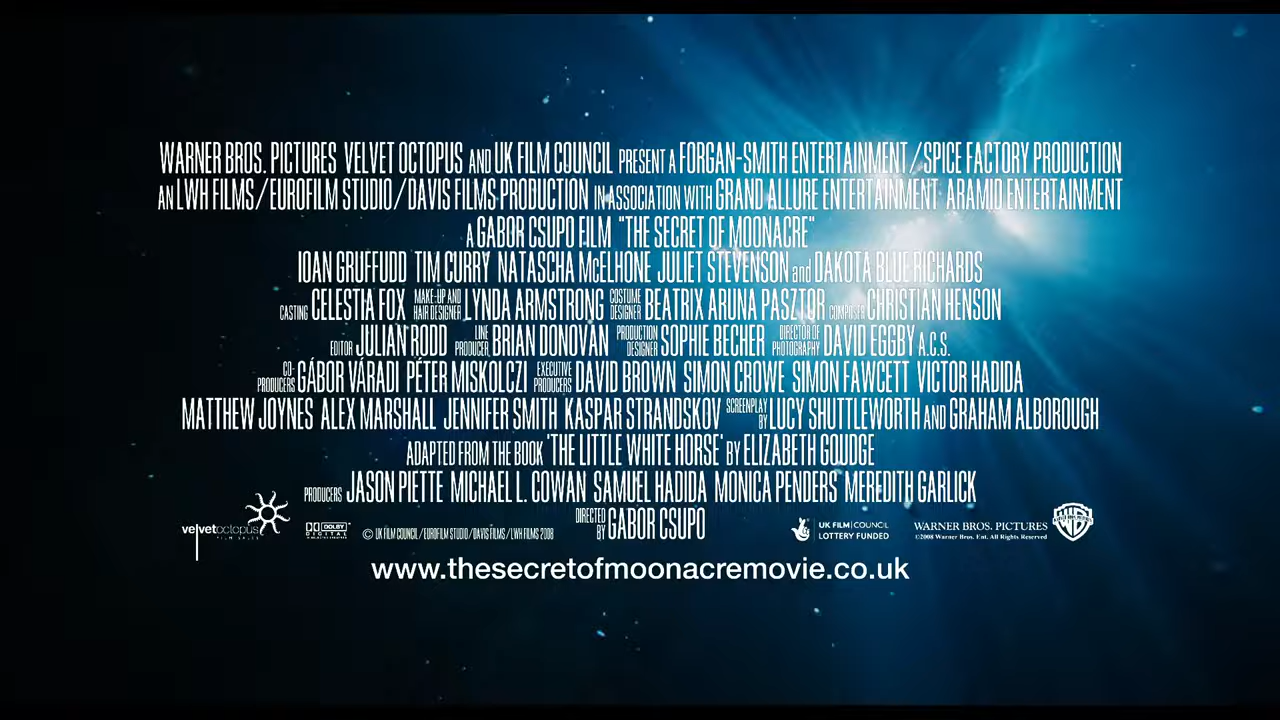 WARNER BROS. PICTURES VELVET OCTOPUS AND UK FILM COUNCIL PRESENT A FORGAN-SMITH ENTERTAINMENT / SPICE FACTORY PRODUCTION
AN LWH FILMS / EUROFILM STUDIO / DAVIS FILMS PRODUCTION IN ASSOCIATION WITH GRAND ALLURE ENTERTAINMENT ARAMID ENTERTAINMENT
A GABOR CSUPO FILM "THE SECRET OF MOONACRE"
IOAN GRUFFUDD TIM CURRY NATASCHA McELHONE JULIET STEVENSON and DAKOTA BLUE RICHARDS
CASTING CELESTIA FOX MAKE-UP AND HAIR DESIGNER LYNDA ARMSTRONG COSTUME DESIGNER BEATRIX ARUNA PASZTOR COMPOSER CHRISTIAN HENSON
EDITOR JULIAN RODD LINE PRODUCER BRIAN DONOVAN PRODUCTION DESIGNER SOPHIE BECHER DIRECTOR OF PHOTOGRAPHY DAVID EGGBY A.C.S.
CO-PRODUCERS GÁBOR VÁRADI PÉTER MISKOLCZI EXECUTIVE PRODUCERS DAVID BROWN SIMON CROWE SIMON FAWCETT VICTOR HADIDA
MATTHEW JOYNES ALEX MARSHALL JENNIFER SMITH KASPAR STRANDSKOV SCREENPLAY BY LUCY SHUTTLEWORTH AND GRAHAM ALBOROUGH
ADAPTED FROM THE BOOK 'THE LITTLE WHITE HORSE' BY ELIZABETH GOUDGE
PRODUCERS JASON PIETTE MICHAEL L. COWAN SAMUEL HADIDA MONICA PENDERS MEREDITH GARLICK
DIRECTED BY GABOR CSUPO
velvetoctopus
FILM SALES
DOLBY
DIGITAL
© UK FILM COUNCIL / EUROFILM STUDIO / DAVIS FILMS / LWH FILMS 2008
UK FILM COUNCIL
LOTTERY FUNDED
WARNER BROS. PICTURES
©2008 Warner Bros. Ent. All Rights Reserved
WB
www.thesecretofmoonacremovie.co.uk